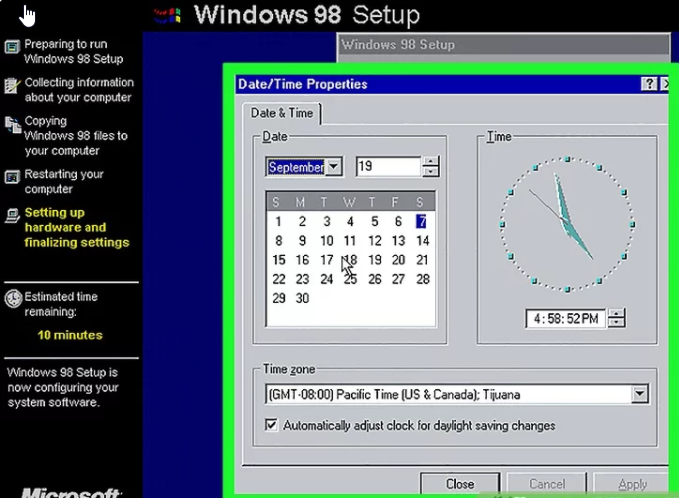 Windows 98 Setup
Preparing to run
Windows 98 Setup
Collecting information
about your computer
Copying
Windows 98 files to
your computer
Restarting your
computer
Setting up
hardware and
finalizing settings
Estimated time
remaining:
10 minutes
Windows 98 Setup is
now configuring your
system software.
Microsoft
Windows 98 Setup
Date/Time Properties
Date & Time
Date
September
19
S M T W T F S
1 2 3 4 5 6 7
8 9 10 11 12 13 14
15 16 17 18 19 20 21
22 23 24 25 26 27 28
29 30
Time
4:58:52 PM
Time zone
(GMT-08:00) Pacific Time (US & Canada); Tijuana
Automatically adjust clock for daylight saving changes
Close Cancel Apply